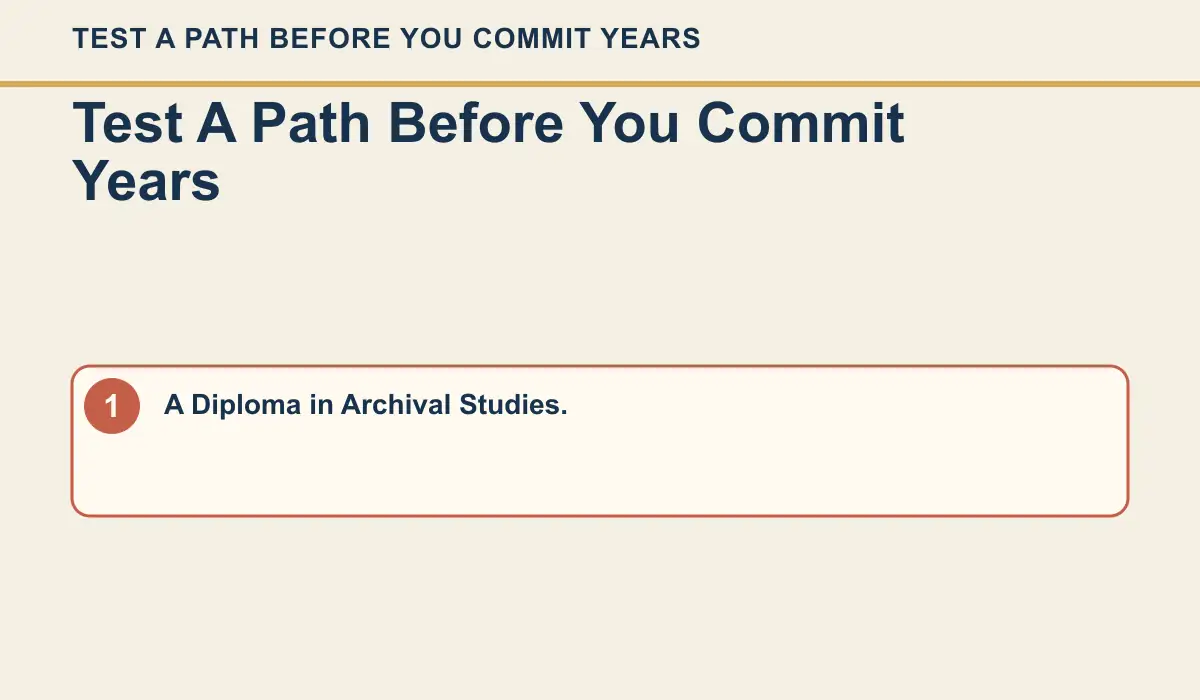 TEST A PATH BEFORE YOU COMMIT YEARS
Test A Path Before You Commit
Years
1
A Diploma in Archival Studies.